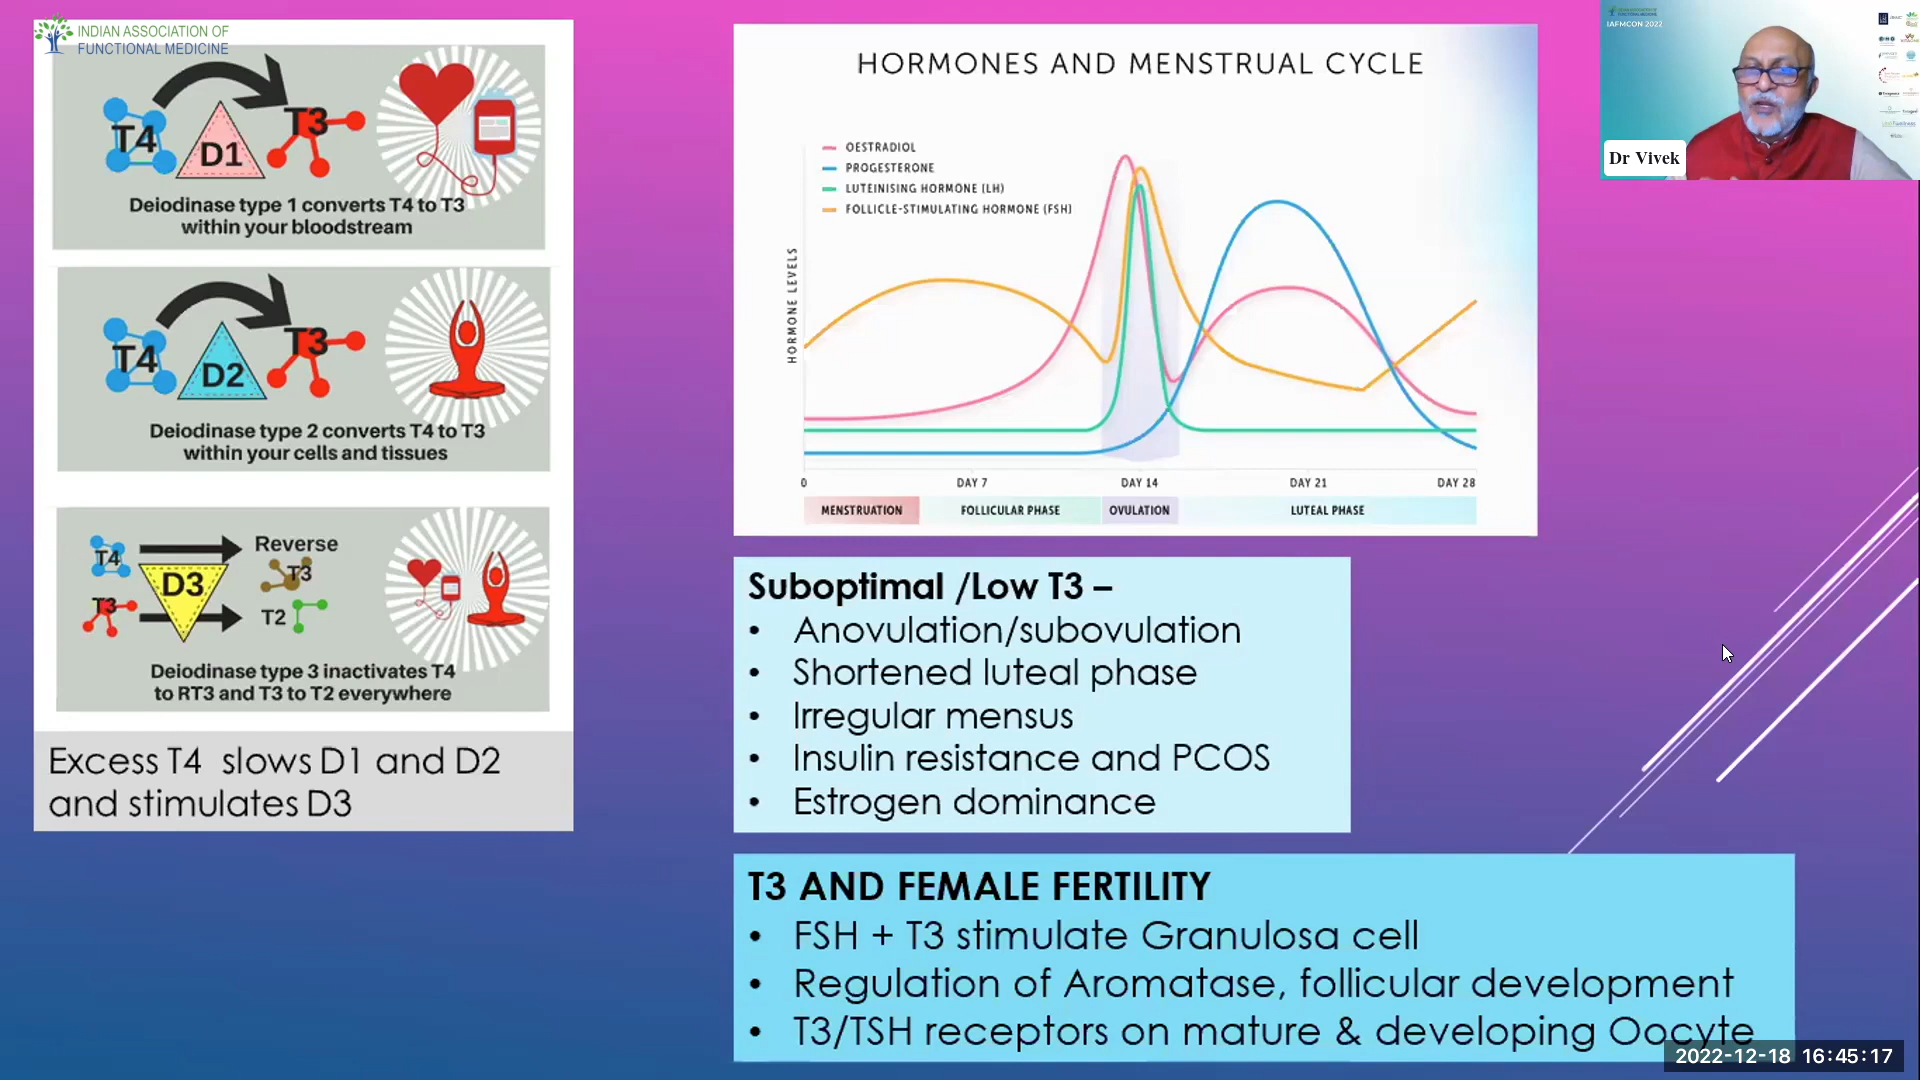 INDIAN ASSOCIATION OF
FUNCTIONAL MEDICINE
T4
D1
T3
Deiodinase type 1 converts T4 to T3
within your bloodstream
T4
D2
T3
Deiodinase type 2 converts T4 to T3
within your cells and tissues
T4
Reverse
T3
D3
T3
T2
Deiodinase type 3 inactivates T4
to RT3 and T3 to T2 everywhere
Excess T4 slows D1 and D2
and stimulates D3
HORMONES AND MENSTRUAL CYCLE
OESTRADIOL
PROGESTERONE
LUTEINISING HORMONE (LH)
FOLLICLE-STIMULATING HORMONE (FSH)
HORMONE LEVELS
0 DAY 7 DAY 14 DAY 21 DAY 28
MENSTRUATION FOLLICULAR PHASE OVULATION LUTEAL PHASE
Suboptimal /Low T3 –
• Anovulation/subovulation
• Shortened luteal phase
• Irregular mensus
• Insulin resistance and PCOS
• Estrogen dominance
T3 AND FEMALE FERTILITY
• FSH + T3 stimulate Granulosa cell
• Regulation of Aromatase, follicular development
• T3/TSH receptors on mature & developing Oocyte
IAFMCON 2022
Dr Vivek
2022-12-18 16:45:17